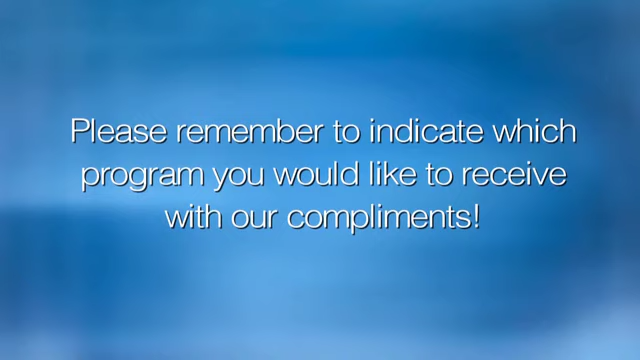 Please remember to indicate which
program you would like to receive
with our compliments!